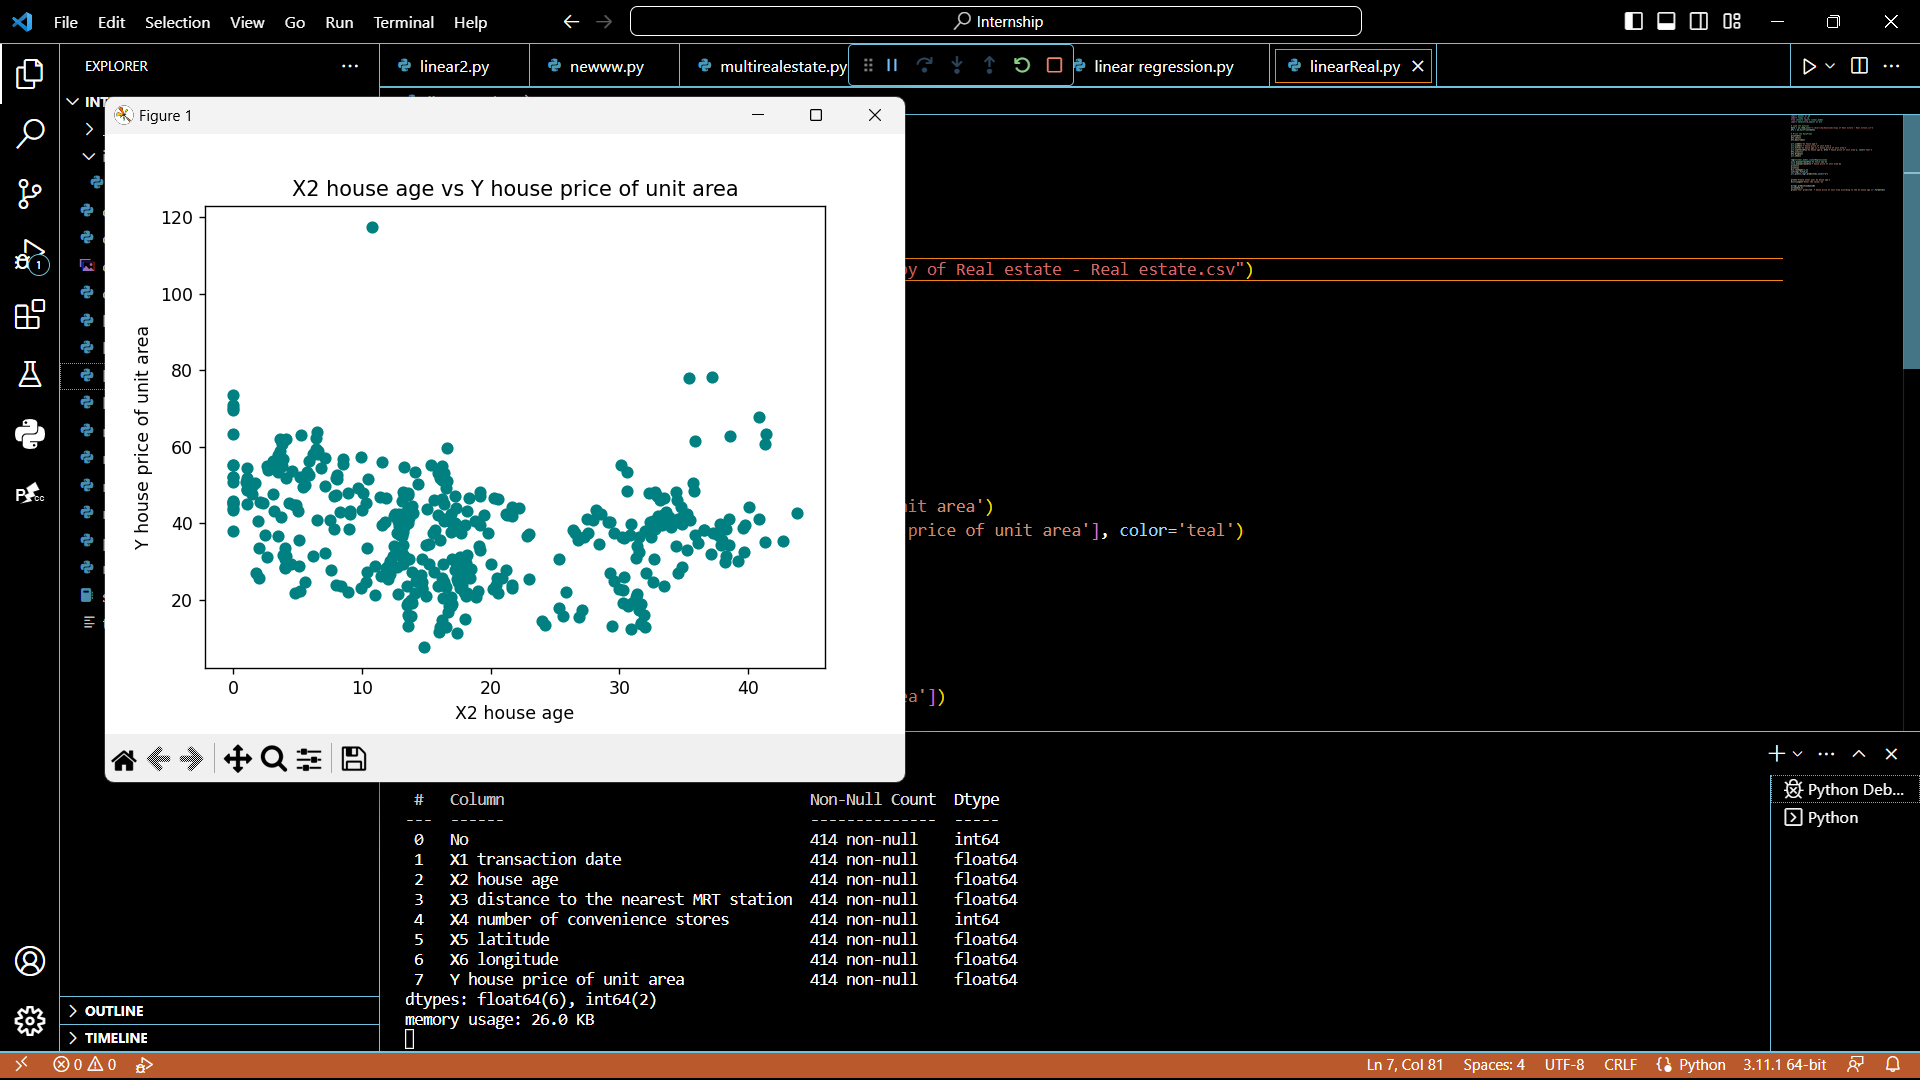 File Edit Selection View Go Run Terminal Help
Internship
EXPLORER
linear2.py
newww.py
multirealestate.py
linear regression.py
linearReal.py
INT
Figure 1
1
X2 house age vs Y house price of unit area
Y house price of unit area
120
100
80
60
40
20
0 10 20 30 40
X2 house age
py of Real estate - Real estate.csv")
nit area')
price of unit area'], color='teal')
ea'])
# Column Non-Null Count Dtype
--- ------ -------------- -----
0 No 414 non-null int64
1 X1 transaction date 414 non-null float64
2 X2 house age 414 non-null float64
3 X3 distance to the nearest MRT station 414 non-null float64
4 X4 number of convenience stores 414 non-null int64
5 X5 latitude 414 non-null float64
6 X6 longitude 414 non-null float64
7 Y house price of unit area 414 non-null float64
dtypes: float64(6), int64(2)
memory usage: 26.0 KB
Python Deb...
Python
OUTLINE
TIMELINE
0 0
Ln 7, Col 81 Spaces: 4 UTF-8 CRLF Python 3.11.1 64-bit